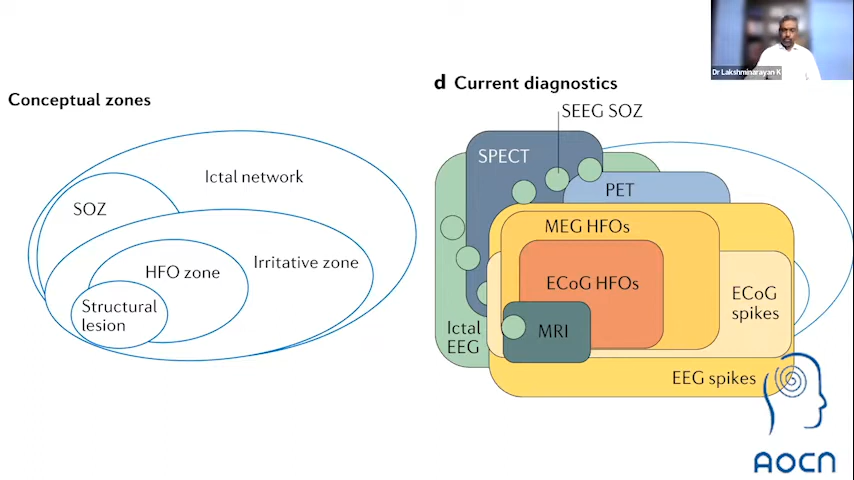 Dr Lakshminarayan K
Conceptual zones
Ictal network
SOZ
HFO zone
Irritative zone
Structural
lesion
d Current diagnostics
SEEG SOZ
SPECT
PET
MEG HFOs
ECoG HFOs
ECoG
spikes
Ictal
EEG
MRI
EEG spikes
AOCN